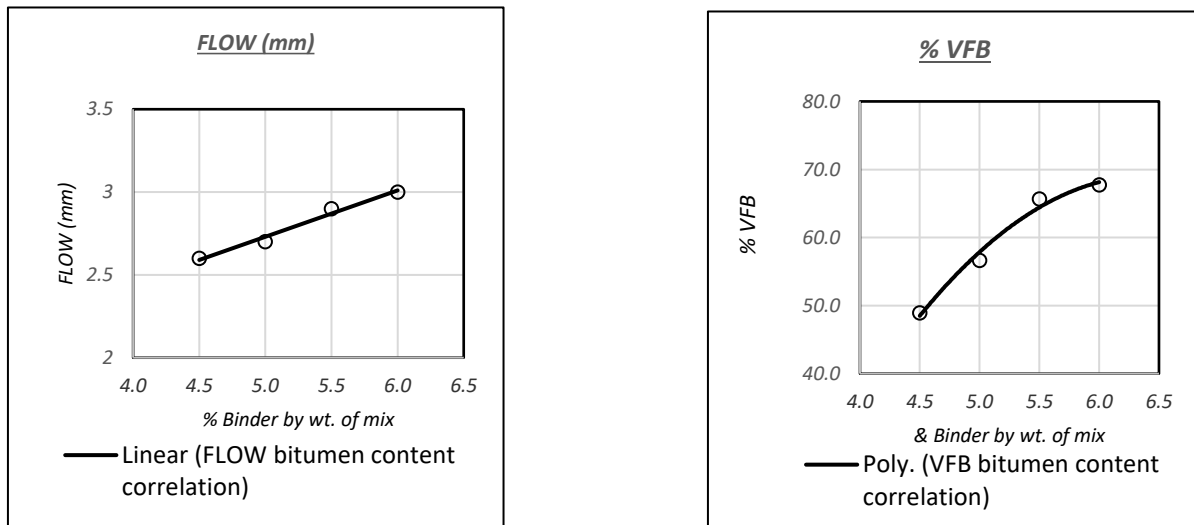 FLOW (mm)
3.5
3
2.5
2
FLOW (mm)
4.0 4.5 5.0 5.5 6.0 6.5
% Binder by wt. of mix
Linear (FLOW bitumen content
correlation)
% VFB
80.0
70.0
60.0
50.0
40.0
% VFB
4.0 4.5 5.0 5.5 6.0 6.5
& Binder by wt. of mix
Poly. (VFB bitumen content
correlation)